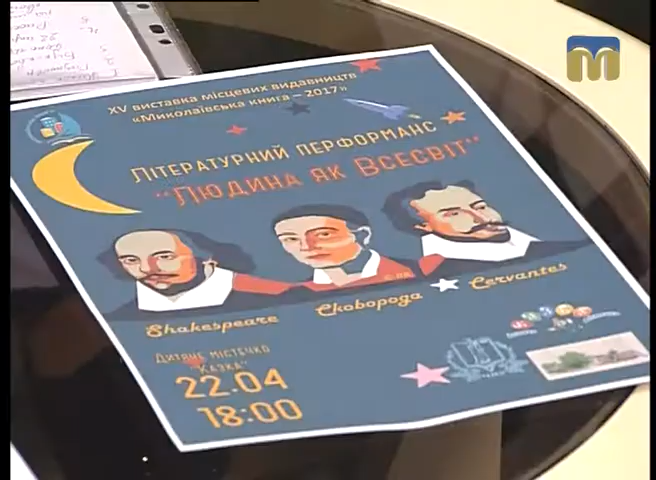 XV виставка місцевих видавництв
«Миколаївська книга – 2017»
Літературний перформанс
"Людина як Всесвіт"
Shakespeare
Сковорода
Cervantes
Дитяче містечко
"Казка"
22.04
18:00